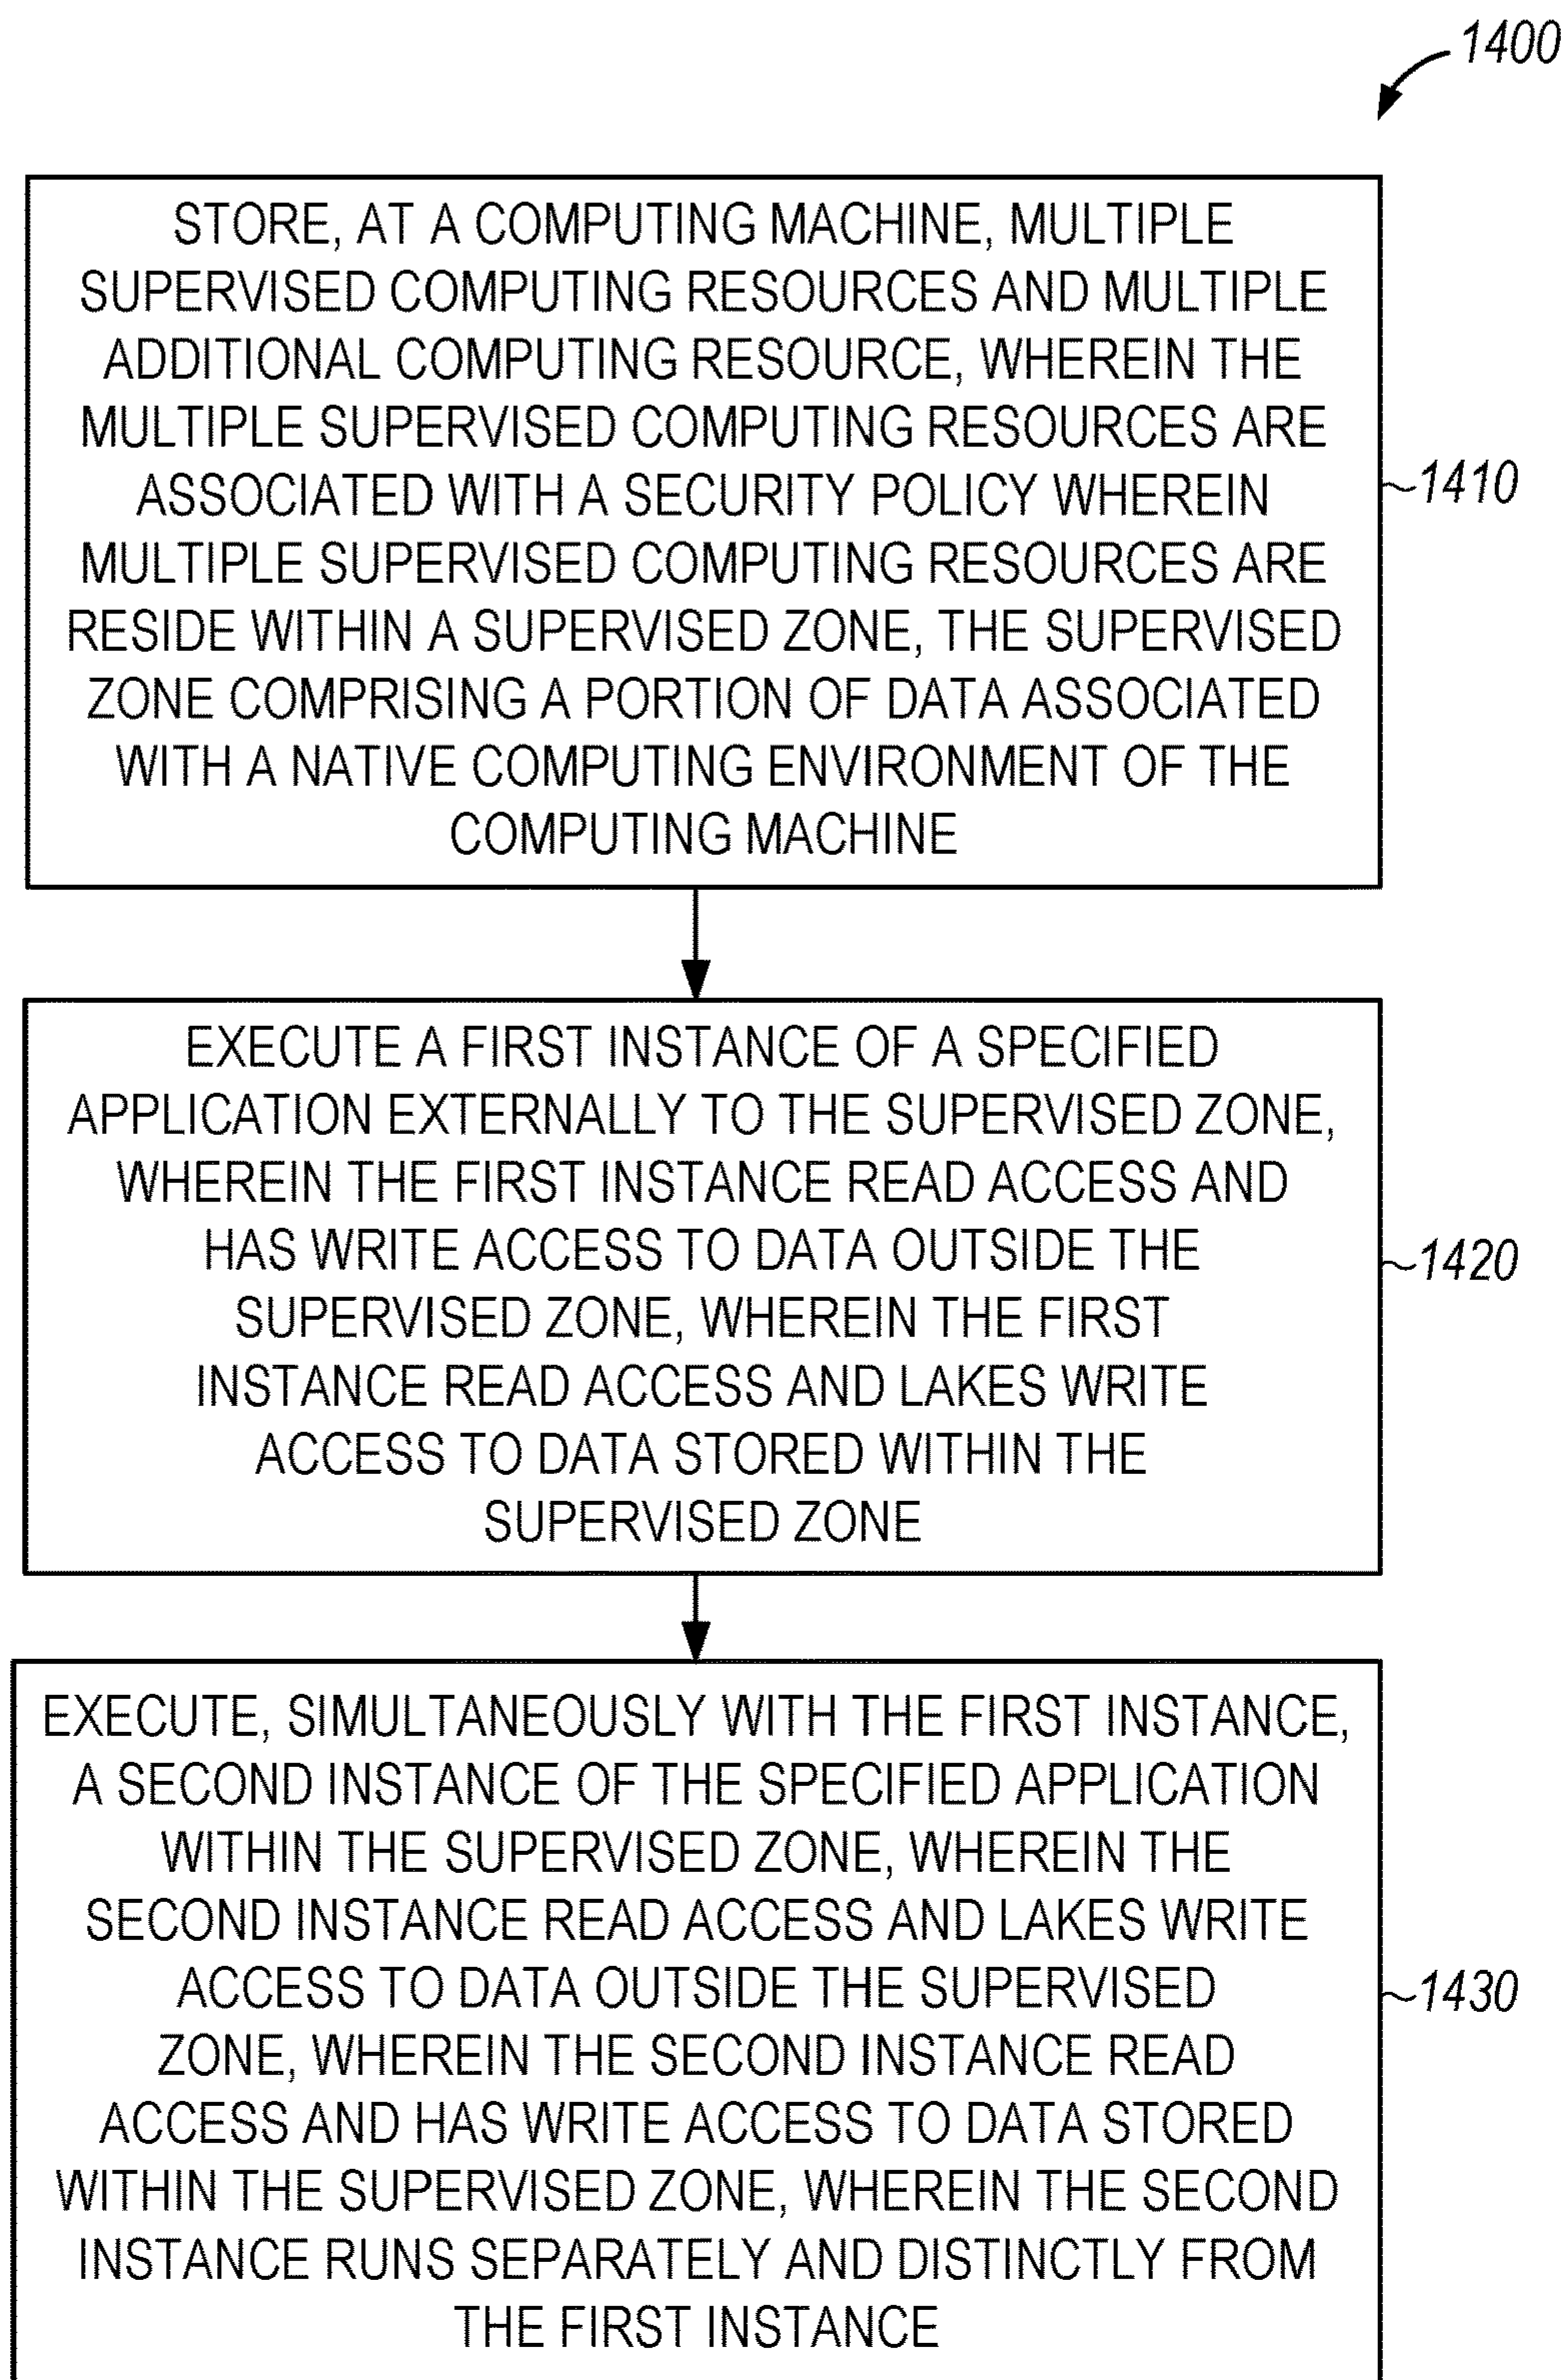 1400
STORE, AT A COMPUTING MACHINE, MULTIPLE
SUPERVISED COMPUTING RESOURCES AND MULTIPLE
ADDITIONAL COMPUTING RESOURCE, WHEREIN THE
MULTIPLE SUPERVISED COMPUTING RESOURCES ARE
ASSOCIATED WITH A SECURITY POLICY WHEREIN
MULTIPLE SUPERVISED COMPUTING RESOURCES ARE
RESIDE WITHIN A SUPERVISED ZONE, THE SUPERVISED
ZONE COMPRISING A PORTION OF DATA ASSOCIATED
WITH A NATIVE COMPUTING ENVIRONMENT OF THE
COMPUTING MACHINE
1410
EXECUTE A FIRST INSTANCE OF A SPECIFIED
APPLICATION EXTERNALLY TO THE SUPERVISED ZONE,
WHEREIN THE FIRST INSTANCE READ ACCESS AND
HAS WRITE ACCESS TO DATA OUTSIDE THE
SUPERVISED ZONE, WHEREIN THE FIRST
INSTANCE READ ACCESS AND LAKES WRITE
ACCESS TO DATA STORED WITHIN THE
SUPERVISED ZONE
1420
EXECUTE, SIMULTANEOUSLY WITH THE FIRST INSTANCE,
A SECOND INSTANCE OF THE SPECIFIED APPLICATION
WITHIN THE SUPERVISED ZONE, WHEREIN THE
SECOND INSTANCE READ ACCESS AND LAKES WRITE
ACCESS TO DATA OUTSIDE THE SUPERVISED
ZONE, WHEREIN THE SECOND INSTANCE READ
ACCESS AND HAS WRITE ACCESS TO DATA STORED
WITHIN THE SUPERVISED ZONE, WHEREIN THE SECOND
INSTANCE RUNS SEPARATELY AND DISTINCTLY FROM
THE FIRST INSTANCE
1430